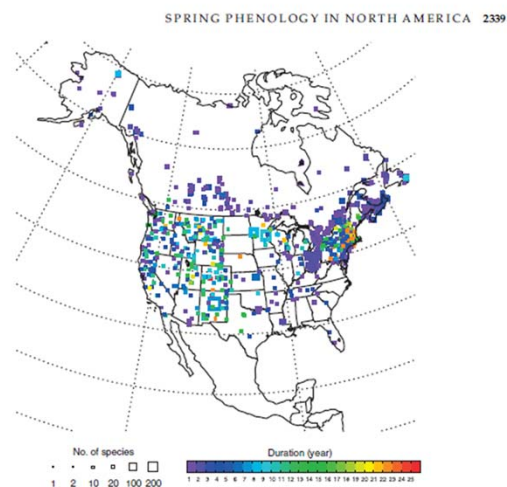 SPRING PHENOLOGY IN NORTH AMERICA 2339
No. of species
1 2 10 20 100 200
Duration (year)
1 2 3 4 5 6 7 8 9 10 11 12 13 14 15 16 17 18 19 20 21 22 23 24 25